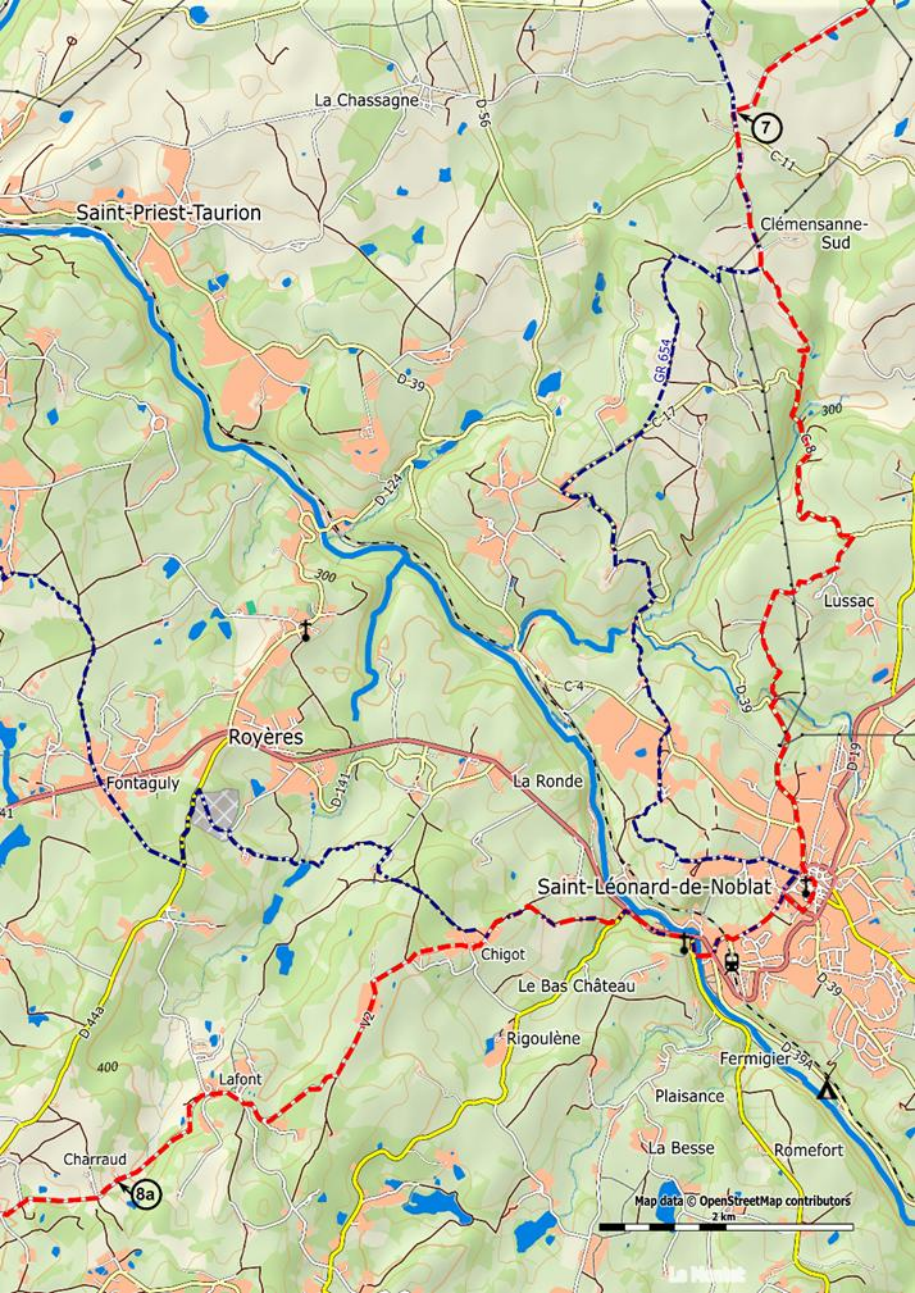 La Chassagne
D-56
7
C-11
Saint-Priest-Taurion
Clémensanne-
Sud
GR 654
D-39
C-17
300
C-8
D-124
300
Lussac
C-4
D-39
Royères
D-19
Fontaguly
La Ronde
D-141
41
Saint-Léonard-de-Noblat
Chigot
Le Bas Château
D-39
V2
D-44a
Rigoulène
D-39A
Fermigier
400
Lafont
Plaisance
La Besse
Romefort
Charraud
8a
Map data © OpenStreetMap contributors
2 km